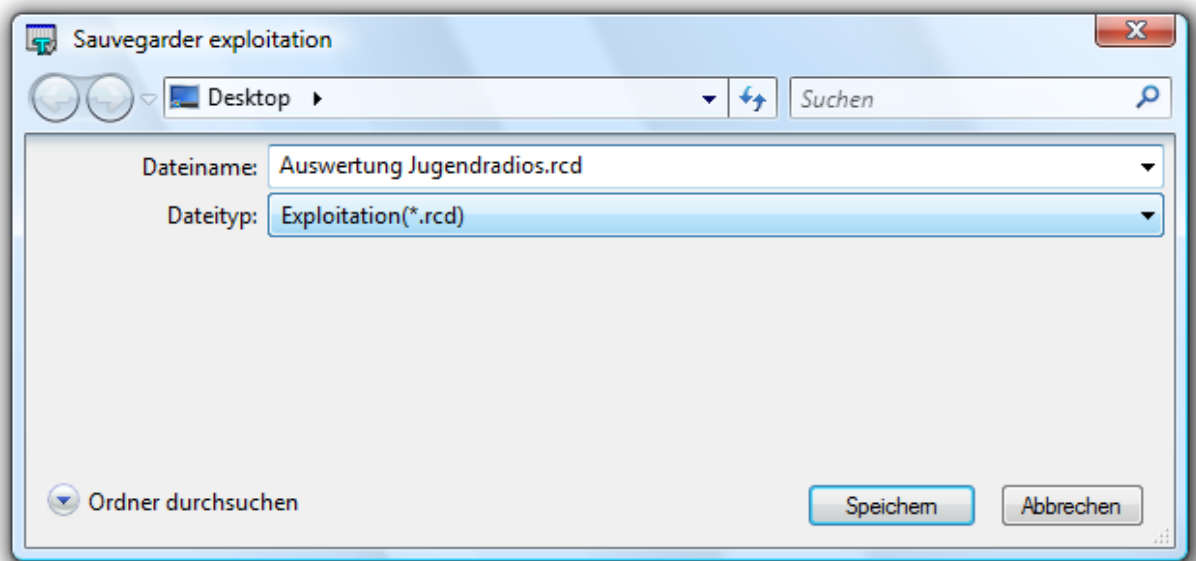 Sauvegarder exploitation
Desktop
Suchen
Dateiname: Auswertung Jugendradios.rcd
Dateityp: Exploitation(*.rcd)
Ordner durchsuchen
Speichern
Abbrechen